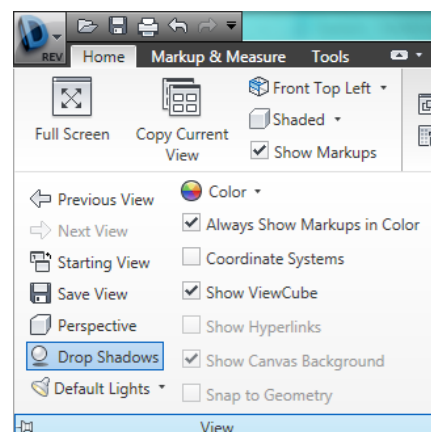 REV
Home Markup & Measure Tools
Front Top Left
Shaded
Show Markups
Full Screen
Copy Current
View
Previous View
Next View
Starting View
Save View
Perspective
Drop Shadows
Default Lights
Color
Always Show Markups in Color
Coordinate Systems
Show ViewCube
Show Hyperlinks
Show Canvas Background
Snap to Geometry
View